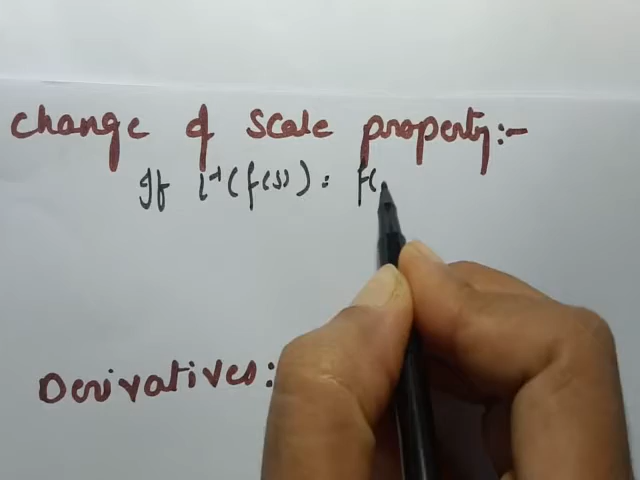 Change of Scale property:-
If L⁻¹(f(s)) = F(
Derivatives: